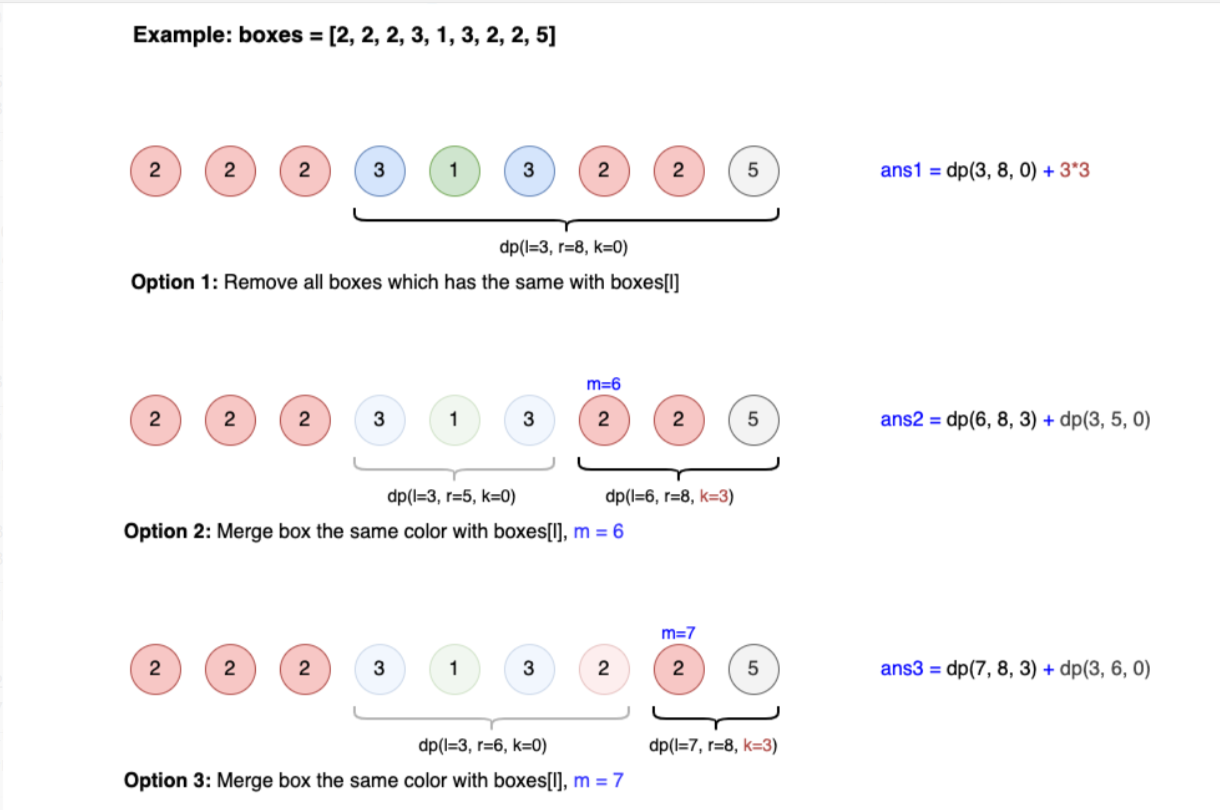 Example: boxes = [2, 2, 2, 3, 1, 3, 2, 2, 5]
2 2 2 3 1 3 2 2 5 ans1 = dp(3, 8, 0) + 3*3
dp(l=3, r=8, k=0)
Option 1: Remove all boxes which has the same with boxes[l]
m=6
2 2 2 3 1 3 2 2 5 ans2 = dp(6, 8, 3) + dp(3, 5, 0)
dp(l=3, r=5, k=0) dp(l=6, r=8, k=3)
Option 2: Merge box the same color with boxes[l], m = 6
m=7
2 2 2 3 1 3 2 2 5 ans3 = dp(7, 8, 3) + dp(3, 6, 0)
dp(l=3, r=6, k=0) dp(l=7, r=8, k=3)
Option 3: Merge box the same color with boxes[l], m = 7